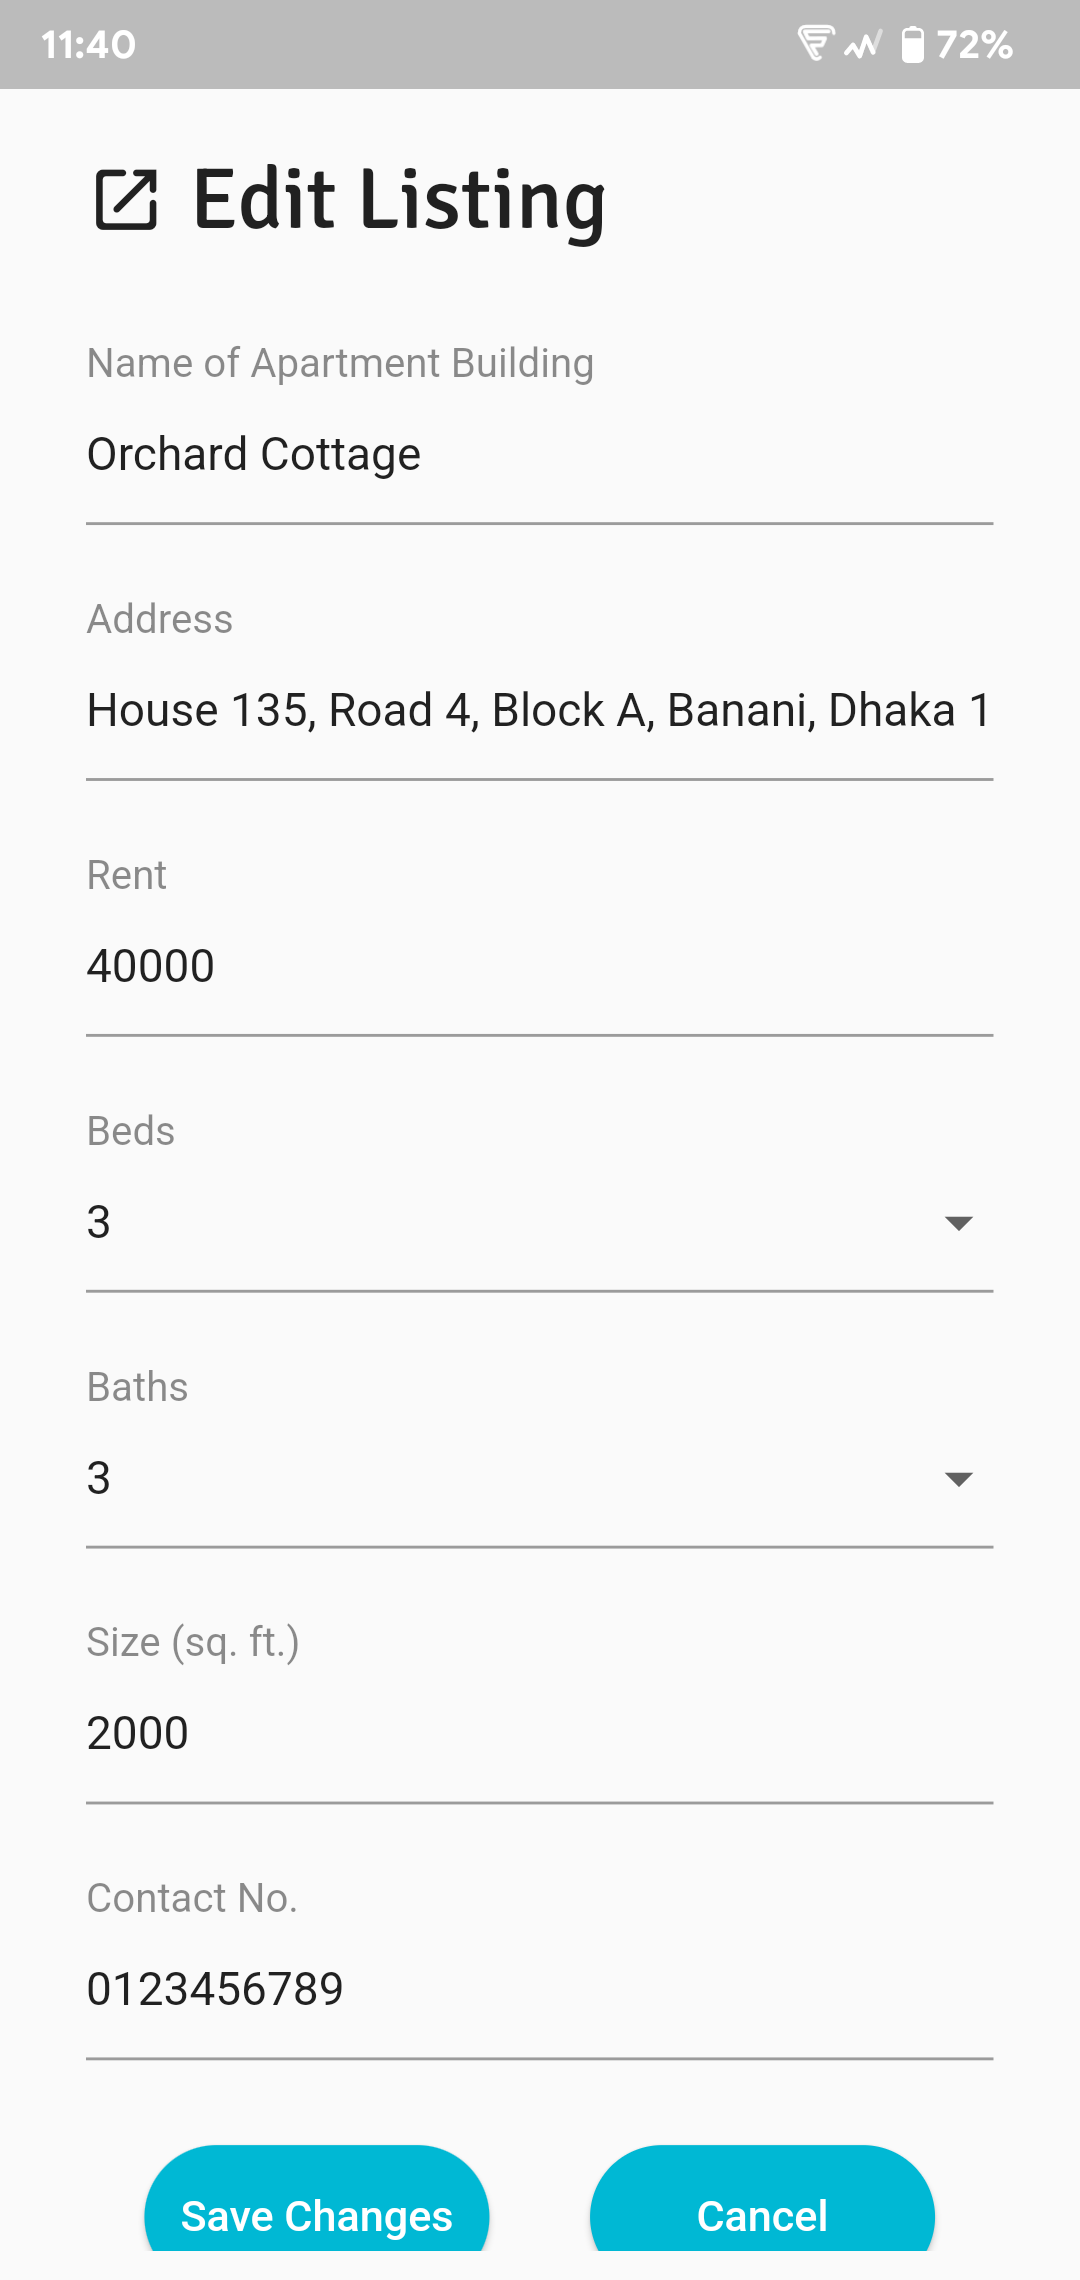 11:40
72%
Edit Listing
Name of Apartment Building
Orchard Cottage
Address
House 135, Road 4, Block A, Banani, Dhaka 1
Rent
40000
Beds
3
Baths
3
Size (sq. ft.)
2000
Contact No.
0123456789
Save Changes
Cancel